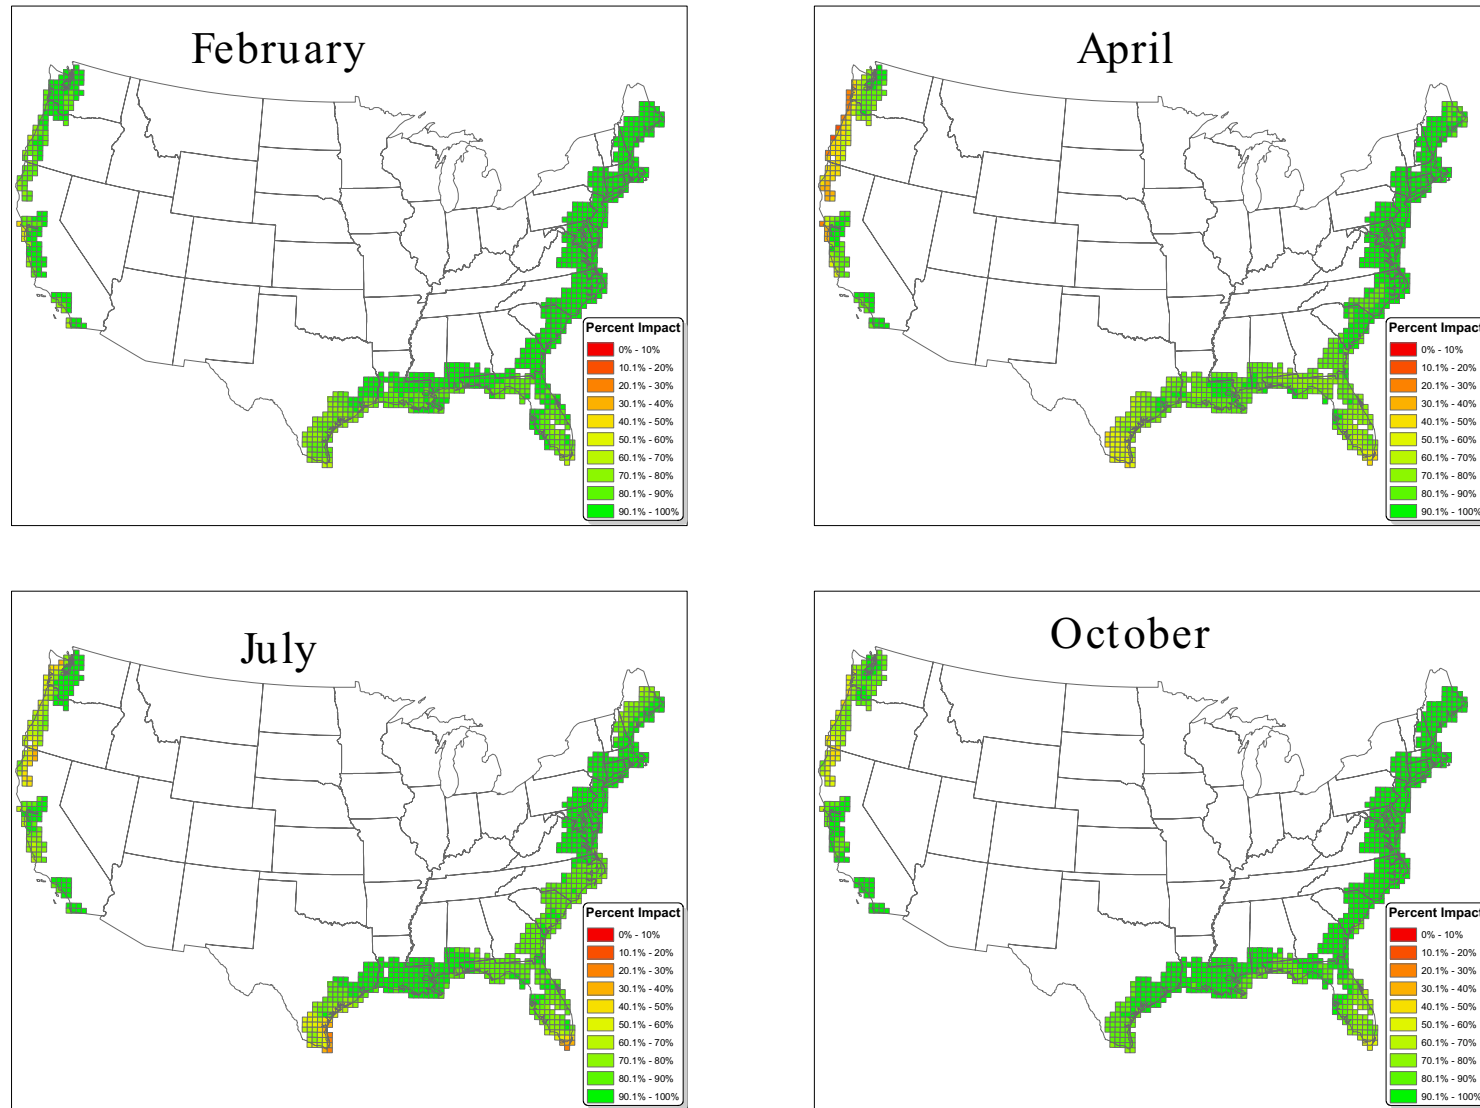 February
Percent Impact
0% - 10%
10.1% - 20%
20.1% - 30%
30.1% - 40%
40.1% - 50%
50.1% - 60%
60.1% - 70%
70.1% - 80%
80.1% - 90%
90.1% - 100%
April
Percent Impact
0% - 10%
10.1% - 20%
20.1% - 30%
30.1% - 40%
40.1% - 50%
50.1% - 60%
60.1% - 70%
70.1% - 80%
80.1% - 90%
90.1% - 100%
July
Percent Impact
0% - 10%
10.1% - 20%
20.1% - 30%
30.1% - 40%
40.1% - 50%
50.1% - 60%
60.1% - 70%
70.1% - 80%
80.1% - 90%
90.1% - 100%
October
Percent Impact
0% - 10%
10.1% - 20%
20.1% - 30%
30.1% - 40%
40.1% - 50%
50.1% - 60%
60.1% - 70%
70.1% - 80%
80.1% - 90%
90.1% - 100%